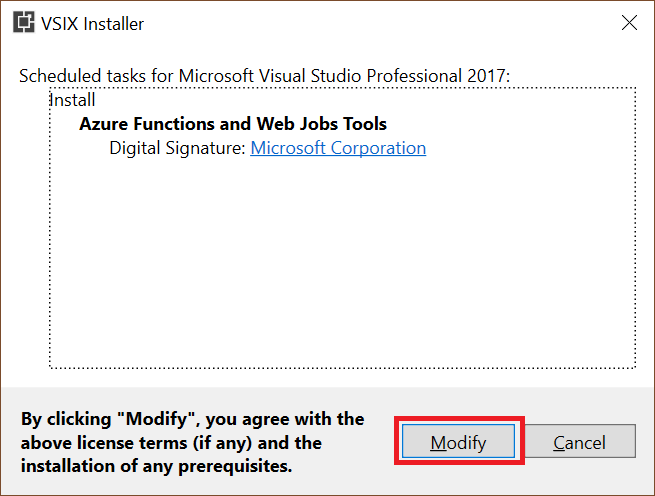 VSIX Installer
Scheduled tasks for Microsoft Visual Studio Professional 2017:
Install
Azure Functions and Web Jobs Tools
Digital Signature: Microsoft Corporation
By clicking "Modify", you agree with the
above license terms (if any) and the
installation of any prerequisites.
Modify
Cancel